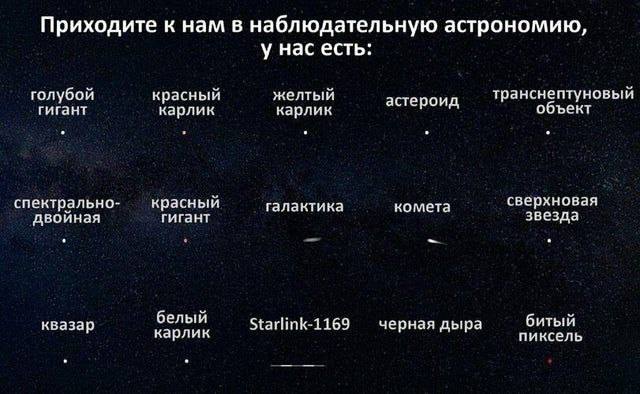 Приходите к нам в наблюдательную астрономию,
у нас есть:
голубой
гигант
красный
карлик
желтый
карлик
астероид
транснептуновый
объект
спектрально-
двойная
красный
гигант
галактика
комета
сверхновая
звезда
квазар
белый
карлик
Starlink-1169
черная дыра
битый
пиксель